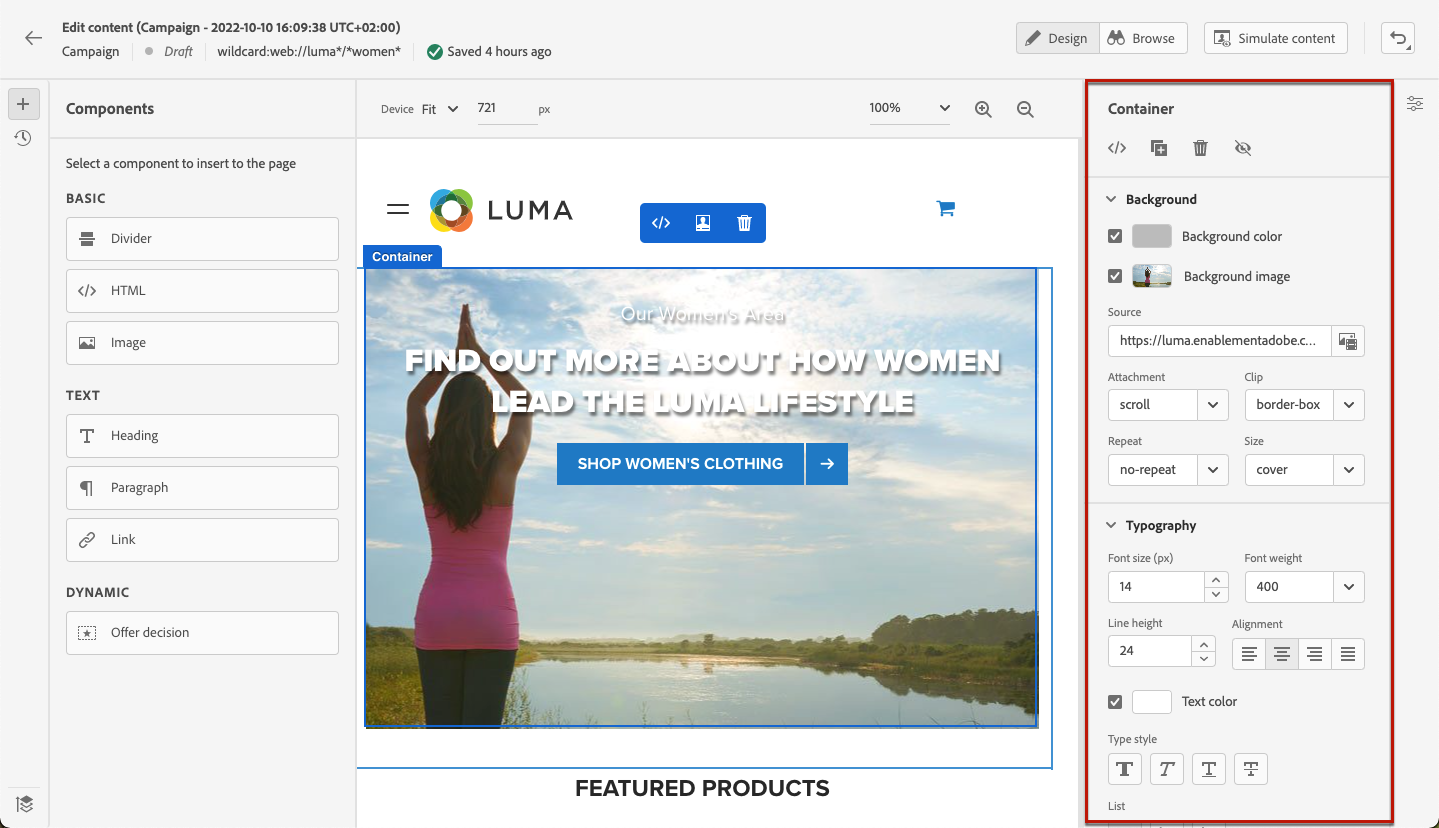 Edit content (Campaign - 2022-10-10 16:09:38 UTC+02:00)
Campaign Draft wildcard:web://luma*/*women* Saved 4 hours ago
Design Browse Simulate content
Components
Select a component to insert to the page
BASIC
Divider
HTML
Image
TEXT
Heading
Paragraph
Link
DYNAMIC
Offer decision
Device Fit 721 px 100%
LUMA
Container
Our Women's Area
FIND OUT MORE ABOUT HOW WOMEN
LEAD THE LUMA LIFESTYLE
SHOP WOMEN'S CLOTHING
FEATURED PRODUCTS
Container
Background
Background color
Background image
Source
https://luma.enablementadobe.c...
Attachment Clip
scroll border-box
Repeat Size
no-repeat cover
Typography
Font size (px) Font weight
14 400
Line height Alignment
24
Text color
Type style
T T T T
List